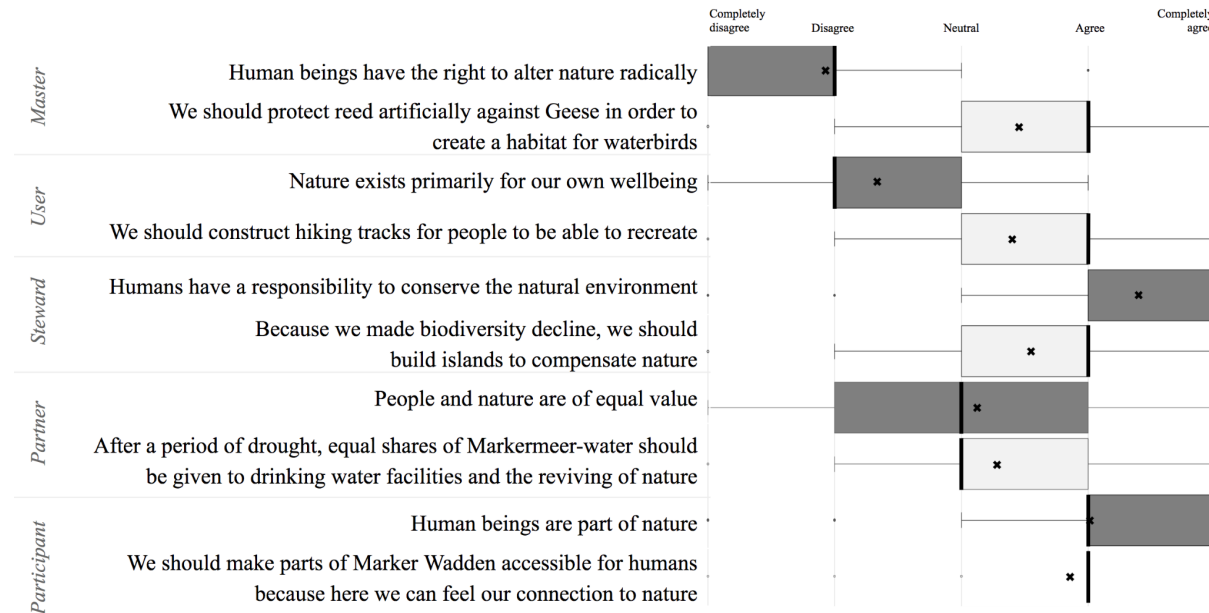 Completely
disagree
Disagree
Neutral
Agree
Completely
agree
Master
Human beings have the right to alter nature radically
We should protect reed artificially against Geese in order to
create a habitat for waterbirds
User
Nature exists primarily for our own wellbeing
We should construct hiking tracks for people to be able to recreate
Steward
Humans have a responsibility to conserve the natural environment
Because we made biodiversity decline, we should
build islands to compensate nature
Partner
People and nature are of equal value
After a period of drought, equal shares of Markermeer-water should
be given to drinking water facilities and the reviving of nature
Participant
Human beings are part of nature
We should make parts of Marker Wadden accessible for humans
because here we can feel our connection to nature